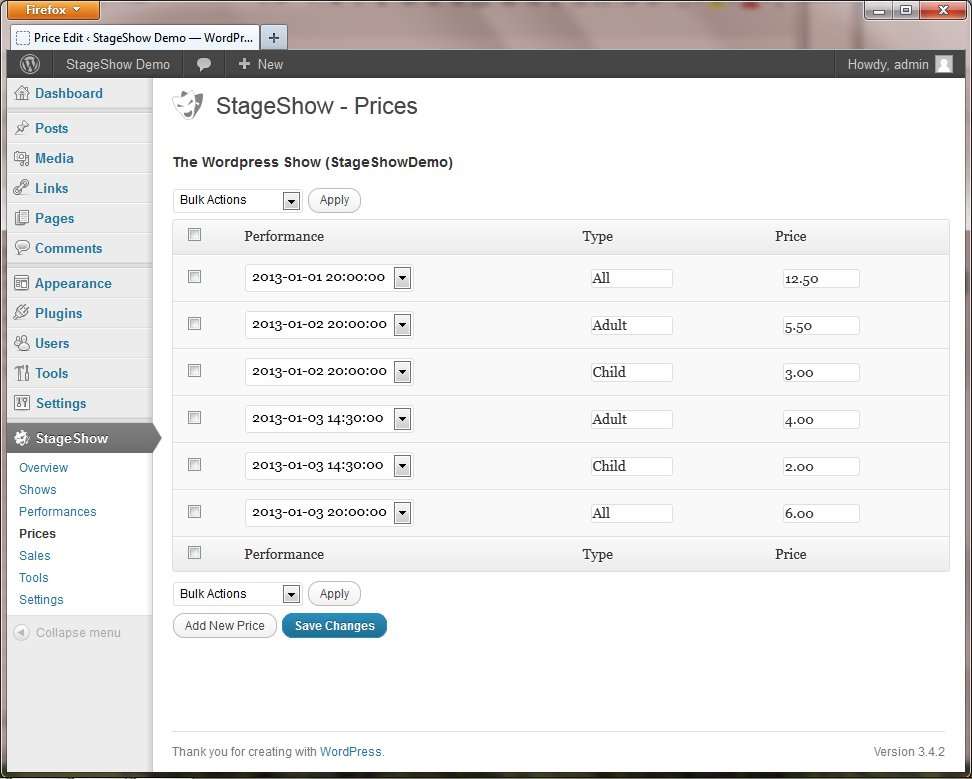 Firefox
Price Edit ‹ StageShow Demo — WordPr...
StageShow Demo
New
Howdy, admin
Dashboard
Posts
Media
Links
Pages
Comments
Appearance
Plugins
Users
Tools
Settings
StageShow
Overview
Shows
Performances
Prices
Sales
Tools
Settings
Collapse menu
StageShow - Prices
The Wordpress Show (StageShowDemo)
Bulk Actions Apply
Performance Type Price
2013-01-01 20:00:00 All 12.50
2013-01-02 20:00:00 Adult 5.50
2013-01-02 20:00:00 Child 3.00
2013-01-03 14:30:00 Adult 4.00
2013-01-03 14:30:00 Child 2.00
2013-01-03 20:00:00 All 6.00
Performance Type Price
Bulk Actions Apply
Add New Price Save Changes
Thank you for creating with WordPress. Version 3.4.2